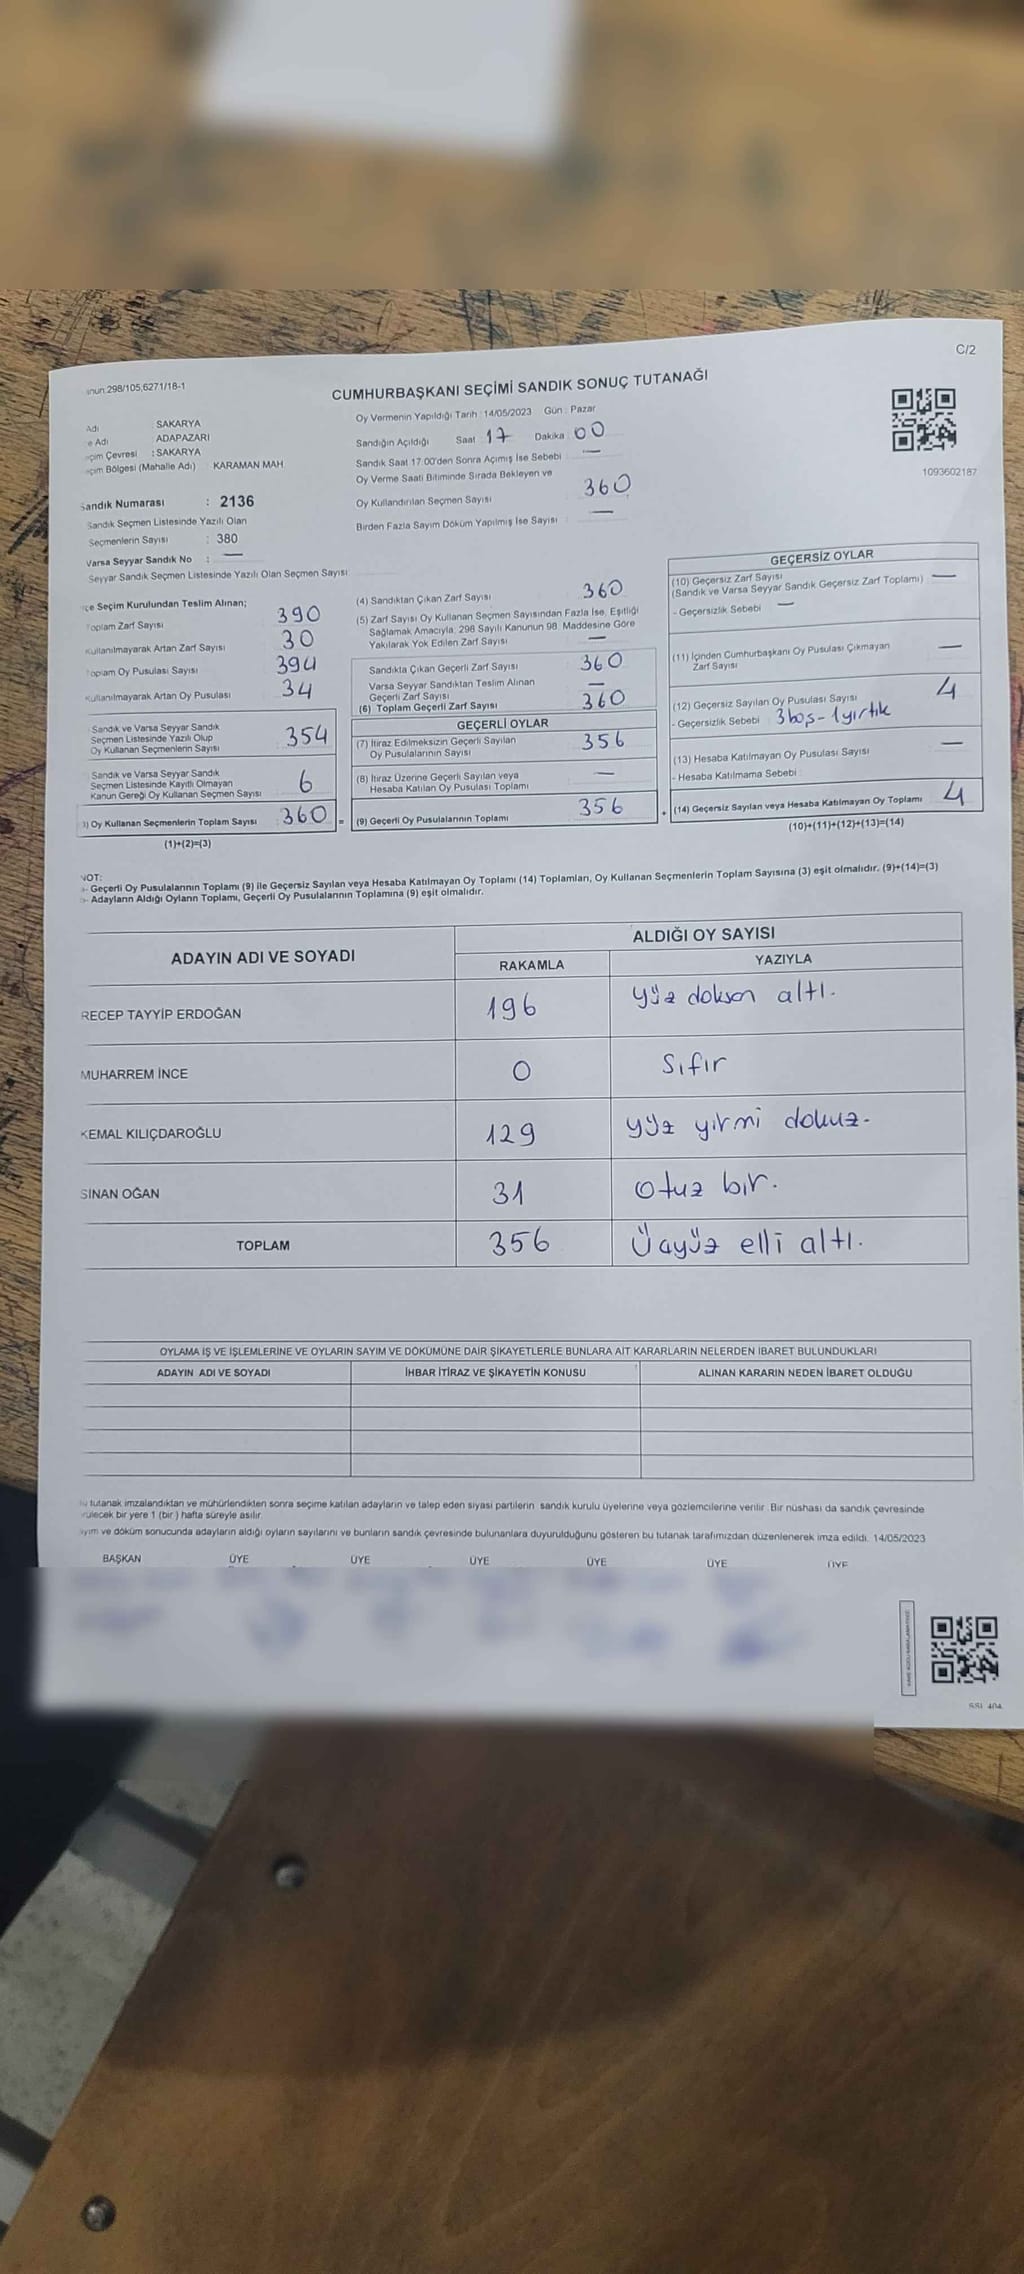 C/2
CUMHURBAŞKANI SEÇİMİ SANDIK SONUÇ TUTANAĞI
298/105,6271/18-1
Oy Vermenin Yapıldığı Tarih :14/05/2023 Gün : Pazar
Adı SAKARYA
Adı ADAPAZARI
Çevresi : SAKARYA
Bölgesi (Mahalle Adı) KARAMAN MAH
Sandığın Açıldığı Saat 17 Dakika 00
Sandık Saat 17:00'den Sonra Açımış İse Sebebi —
Oy Verme Saati Bitiminde Sırada Bekleyen ve
Oy Kullandırılan Seçmen Sayısı 360
Birden Fazla Sayım Döküm Yapılmış İse Sayısı : —
1093602187
Sandık Numarası : 2136
Sandık Seçmen Listesinde Yazılı Olan
Seçmenlerin Sayısı : 380
Varsa Seyyar Sandık No : —
Seyyar Sandık Seçmen Listesinde Yazılı Olan Seçmen Sayısı
Seçim Kurulundan Teslim Alınan;
Toplam Zarf Sayısı 390
Kullanılmayarak Artan Zarf Sayısı 30
Toplam Oy Pusulası Sayısı 394
Kullanılmayarak Artan Oy Pusulası 34
Sandık ve Varsa Seyyar Sandık
Seçmen Listesinde Yazılı Olup
Oy Kullanan Seçmenlerin Sayısı 354
Sandık ve Varsa Seyyar Sandık
Seçmen Listesinde Kayıtlı Olmayan
Kanun Gereği Oy Kullanan Seçmen Sayısı 6
) Oy Kullanan Seçmenlerin Toplam Sayısı 360 =
(1)+(2)=(3)
(4) Sandıktan Çıkan Zarf Sayısı 360
(5) Zarf Sayısı Oy Kullanan Seçmen Sayısından Fazla İse, Eşitliği
Sağlamak Amacıyla, 298 Sayılı Kanunun 98. Maddesine Göre
Yakılarak Yok Edilen Zarf Sayısı —
Sandıkta Çıkan Geçerli Zarf Sayısı 360
Varsa Seyyar Sandıktan Teslim Alınan
Geçerli Zarf Sayısı —
(6) Toplam Geçerli Zarf Sayısı 360
GEÇERLİ OYLAR
(7) İtiraz Edilmeksizin Geçerli Sayılan
Oy Pusulalarının Sayısı 356
(8) İtiraz Üzerine Geçerli Sayılan veya
Hesaba Katılan Oy Pusulası Toplamı —
(9) Geçerli Oy Pusulalarının Toplamı 356 +
GEÇERSİZ OYLAR
(10) Geçersiz Zarf Sayısı
(Sandık ve Varsa Seyyar Sandık Geçersiz Zarf Toplamı) —
- Geçersizlik Sebebi —
(11) İçinden Cumhurbaşkanı Oy Pusulası Çıkmayan
Zarf Sayısı —
(12) Geçersiz Sayılan Oy Pusulası Sayısı 4
- Geçersizlik Sebebi 3 boş - 1 yırtık
(13) Hesaba Katılmayan Oy Pusulası Sayısı —
- Hesaba Katılmama Sebebi :
(14) Geçersiz Sayılan veya Hesaba Katılmayan Oy Toplamı 4
(10)+(11)+(12)+(13)=(14)
NOT:
- Geçerli Oy Pusulalarının Toplamı (9) ile Geçersiz Sayılan veya Hesaba Katılmayan Oy Toplamı (14) Toplamları, Oy Kullanan Seçmenlerin Toplam Sayısına (3) eşit olmalıdır. (9)+(14)=(3)
- Adayların Aldığı Oyların Toplamı, Geçerli Oy Pusulalarının Toplamına (9) eşit olmalıdır.
ADAYIN ADI VE SOYADI ALDIĞI OY SAYISI
RAKAMLA YAZIYLA
RECEP TAYYİP ERDOĞAN 196 yüz doksan altı.
MUHARREM İNCE 0 Sıfır
KEMAL KILIÇDAROĞLU 129 yüz yirmi dokuz.
SİNAN OĞAN 31 Otuz bir.
TOPLAM 356 Üçyüz elli altı.
OYLAMA İŞ VE İŞLEMLERİNE VE OYLARIN SAYIM VE DÖKÜMÜNE DAİR ŞİKAYETLERLE BUNLARA AİT KARARLARIN NELERDEN İBARET BULUNDUKLARI
ADAYIN ADI VE SOYADI İHBAR İTİRAZ VE ŞİKAYETİN KONUSU ALINAN KARARIN NEDEN İBARET OLDUĞU
tutanak imzalandıktan ve mühürlendikten sonra seçime katılan adayların ve talep eden siyasi partilerin sandık kurulu üyelerine veya gözlemcilerine verilir. Bir nüshası da sandık çevresinde
bir yere 1 (bir) hafta süreyle asılır.
ve döküm sonucunda adayların aldığı oyların sayılarını ve bunların sandık çevresinde bulunanlara duyurulduğunu gösteren bu tutanak tarafımızdan düzenlenerek imza edildi. 14/05/2023
BAŞKAN ÜYE ÜYE ÜYE ÜYE ÜYE ÜYE